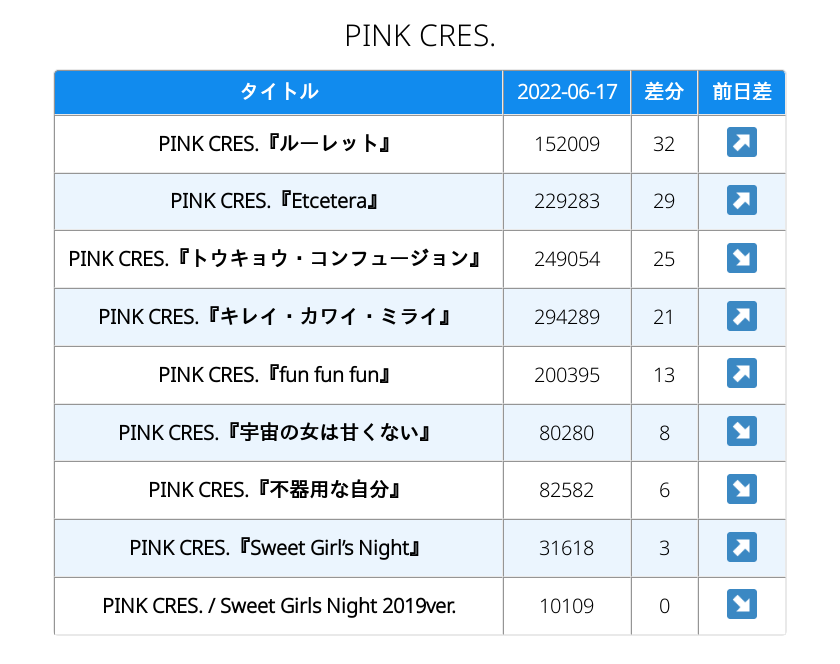 PINK CRES.
タイトル 2022-06-17 差分 前日差
PINK CRES.『ルーレット』 152009 32 ↗
PINK CRES.『Etcetera』 229283 29 ↗
PINK CRES.『トウキョウ・コンフュージョン』 249054 25 ↘
PINK CRES.『キレイ・カワイ・ミライ』 294289 21 ↗
PINK CRES.『fun fun fun』 200395 13 ↗
PINK CRES.『宇宙の女は甘くない』 80280 8 ↘
PINK CRES.『不器用な自分』 82582 6 ↘
PINK CRES.『Sweet Girl’s Night』 31618 3 ↗
PINK CRES. / Sweet Girls Night 2019ver. 10109 0 ↘